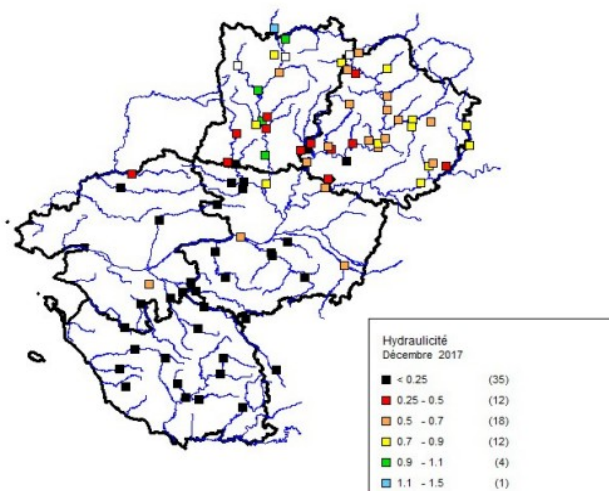 Hydraulicité
Décembre 2017
< 0.25 (35)
0.25 - 0.5 (12)
0.5 - 0.7 (18)
0.7 - 0.9 (12)
0.9 - 1.1 (4)
1.1 - 1.5 (1)